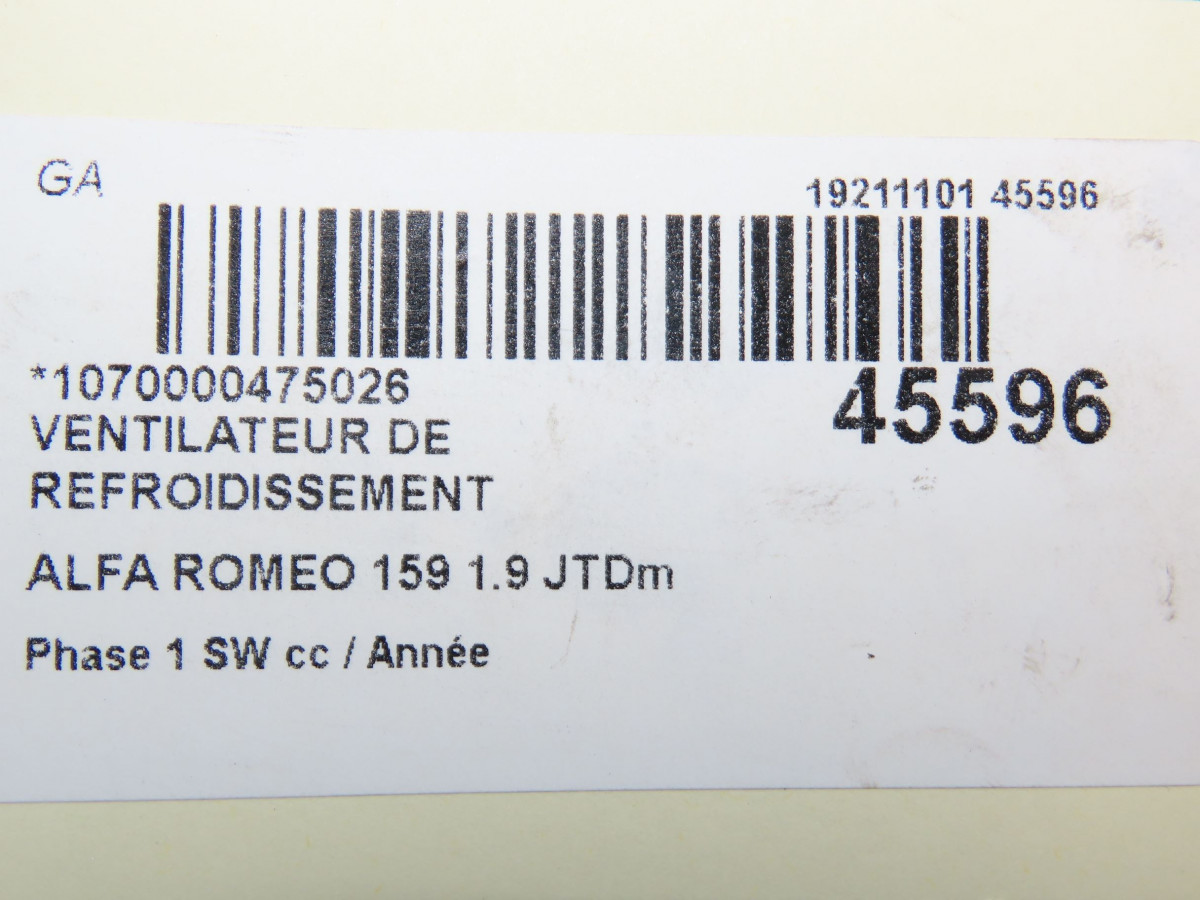 GA
19211101 45596
*1070000475026
45596
VENTILATEUR DE
REFROIDISSEMENT
ALFA ROMEO 159 1.9 JTDm
Phase 1 SW cc / Année